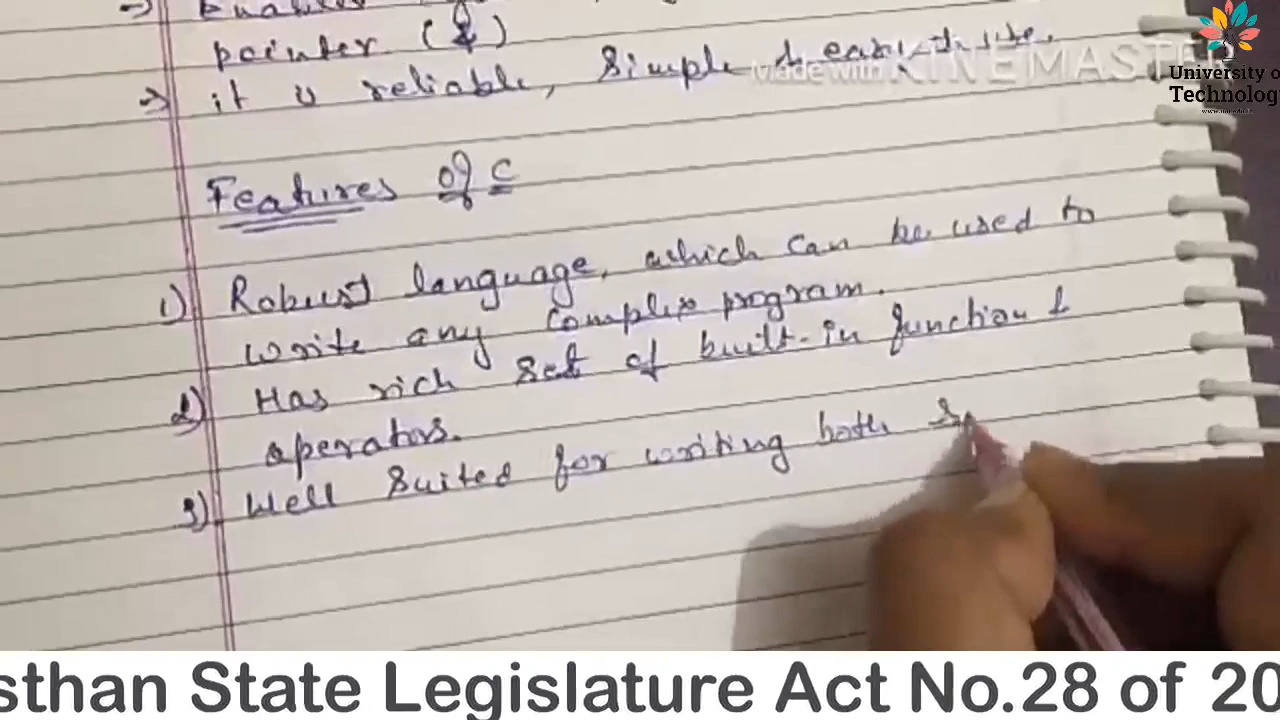 pointer (&)
→ it is reliable, simple & easy to use.
Made with KINEMASTER
University of
Technology
Features of C
1) Robust language, which can be used to
write any complex program.
2) Has rich set of built-in function &
operators.
3) Well suited for writing both
sthan State Legislature Act No.28 of 20